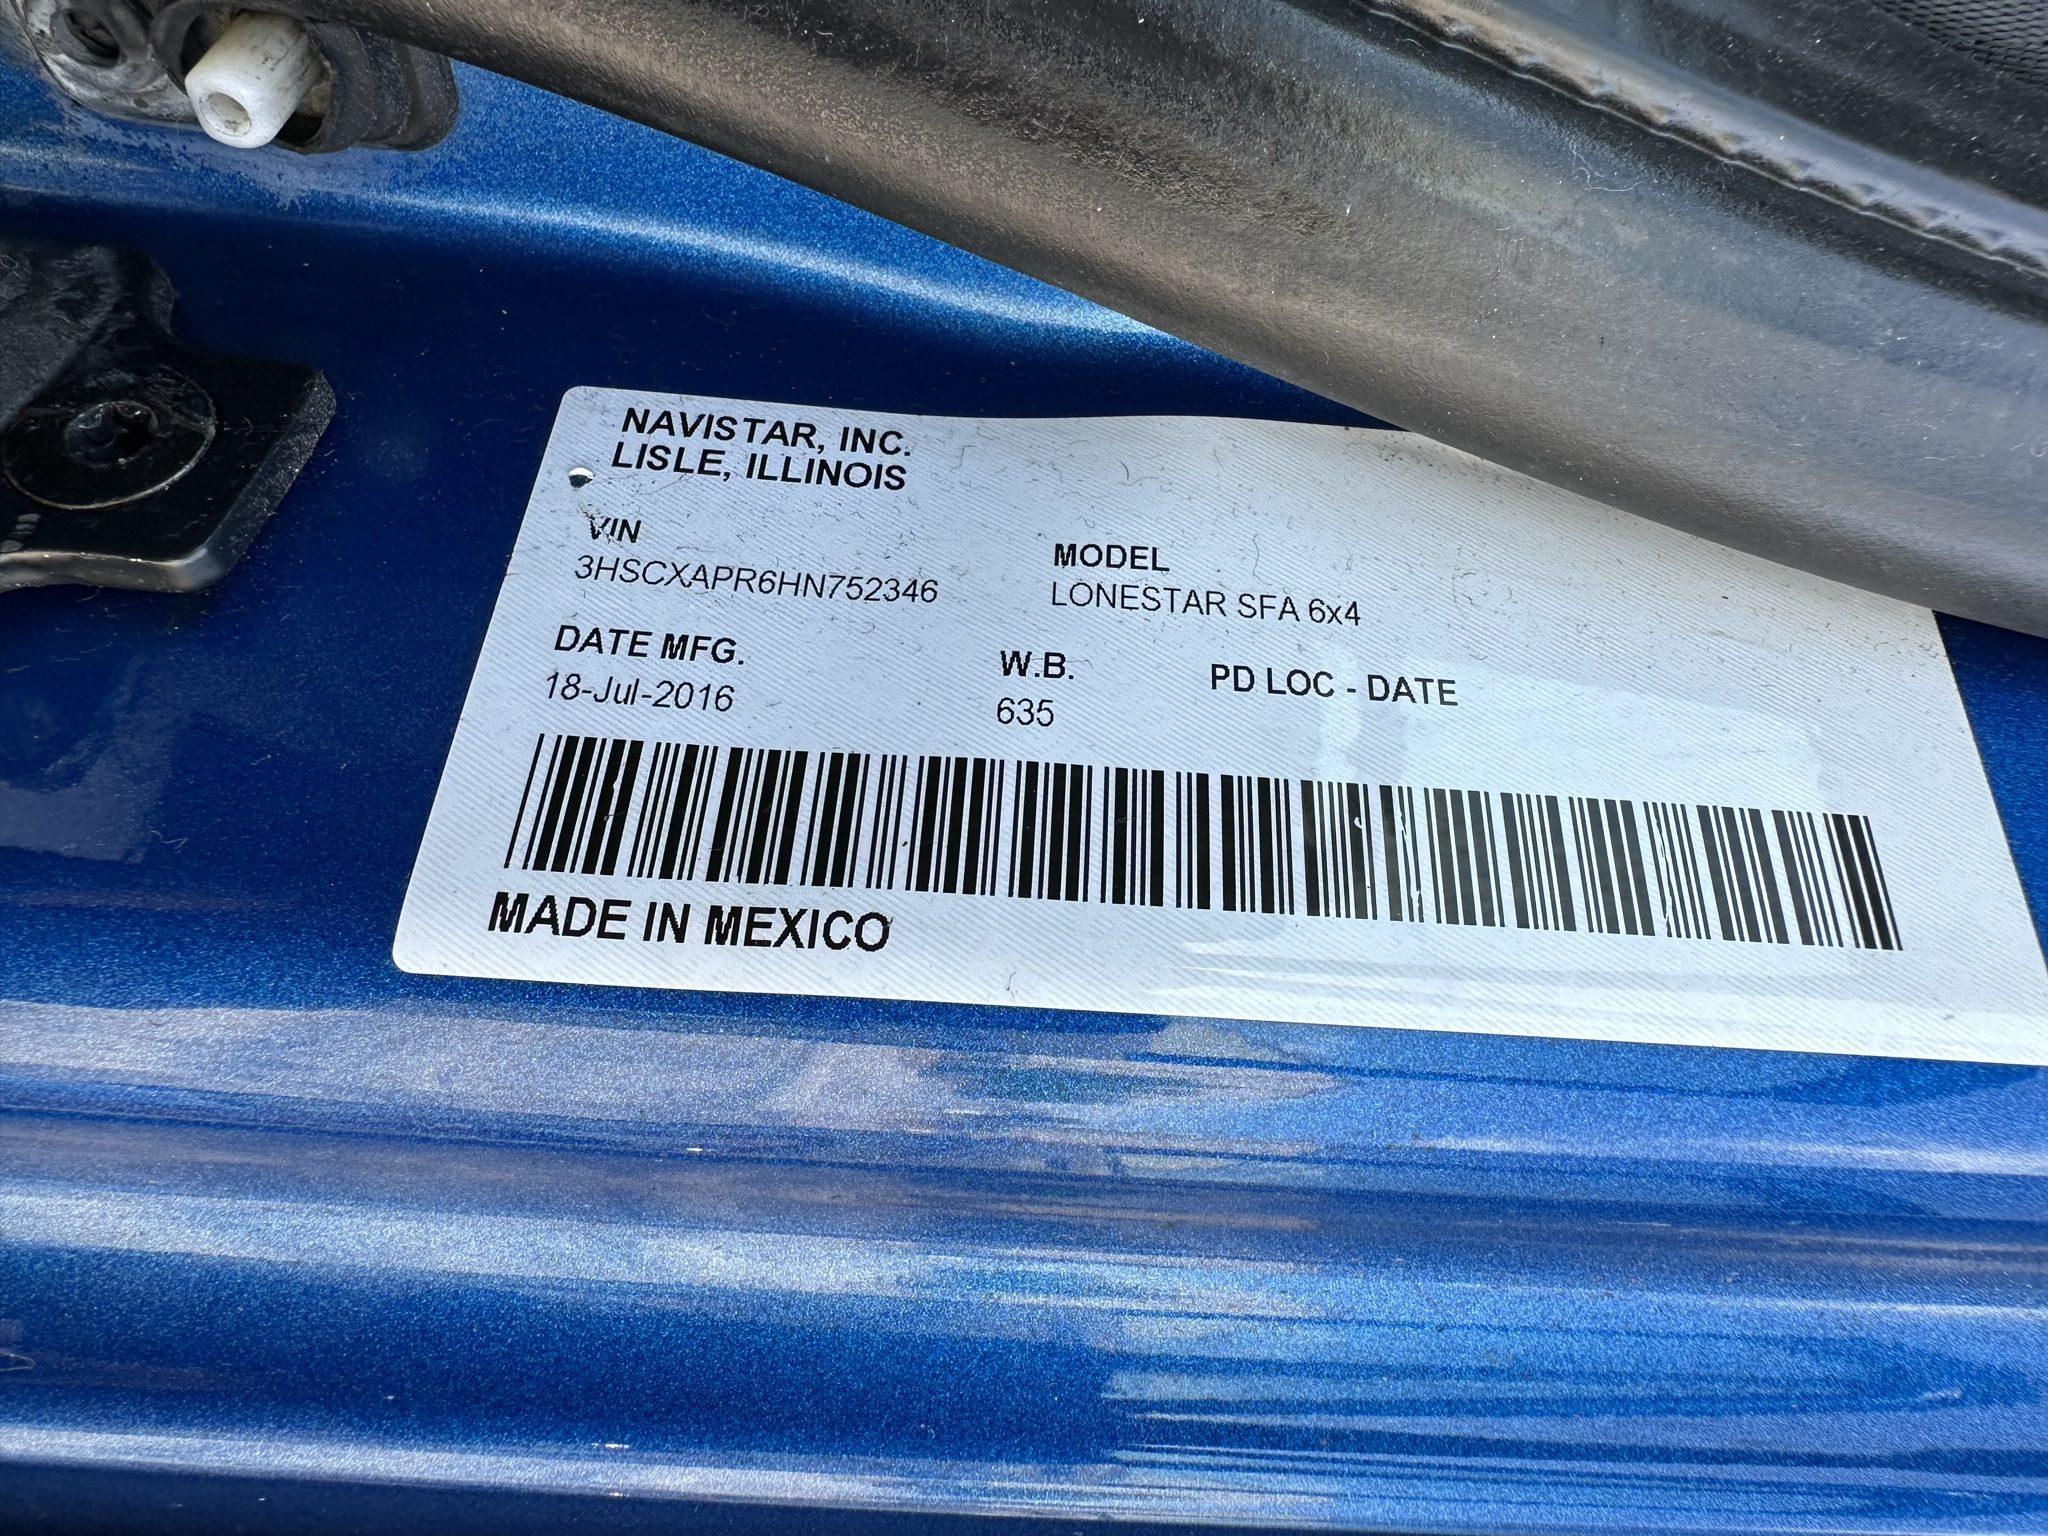 NAVISTAR, INC.
LISLE, ILLINOIS
VIN
3HSCXAPR6HN752346
MODEL
LONESTAR SFA 6x4
DATE MFG.
18-Jul-2016
W.B.
635
PD LOC - DATE
MADE IN MEXICO